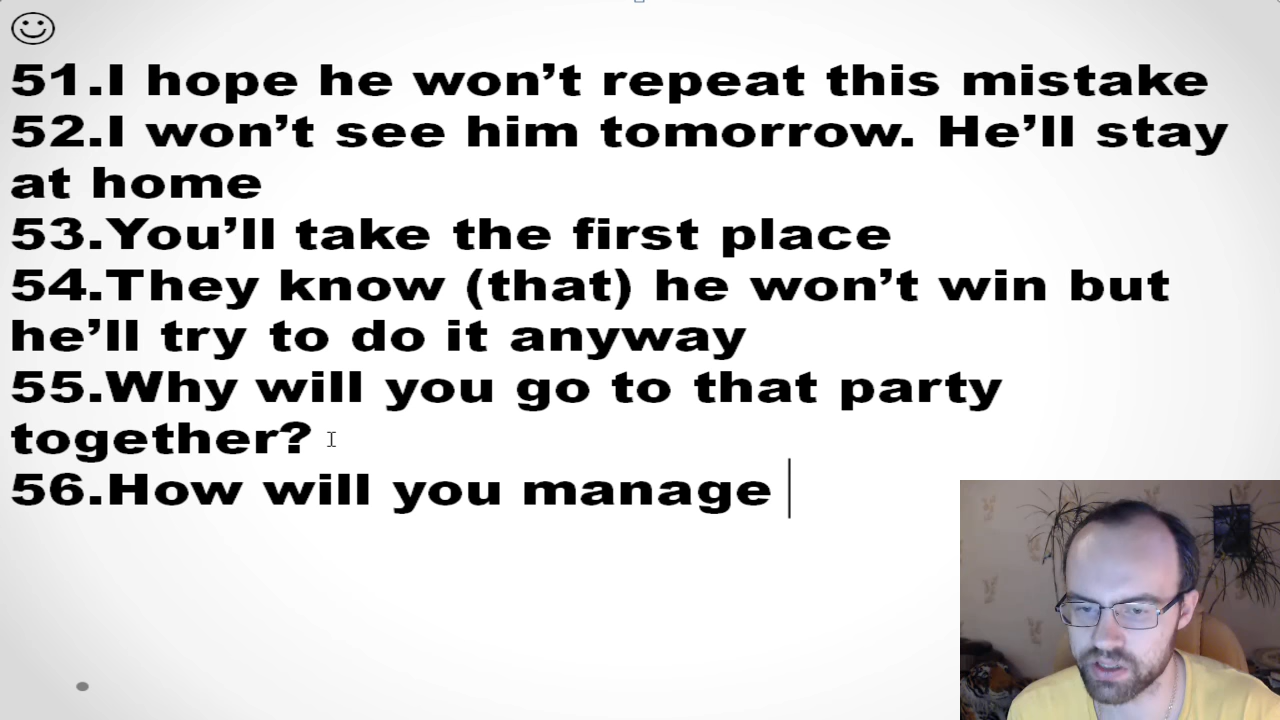 51.I hope he won’t repeat this mistake
52.I won’t see him tomorrow. He’ll stay
at home
53.You’ll take the first place
54.They know (that) he won’t win but
he’ll try to do it anyway
55.Why will you go to that party
together?
56.How will you manage